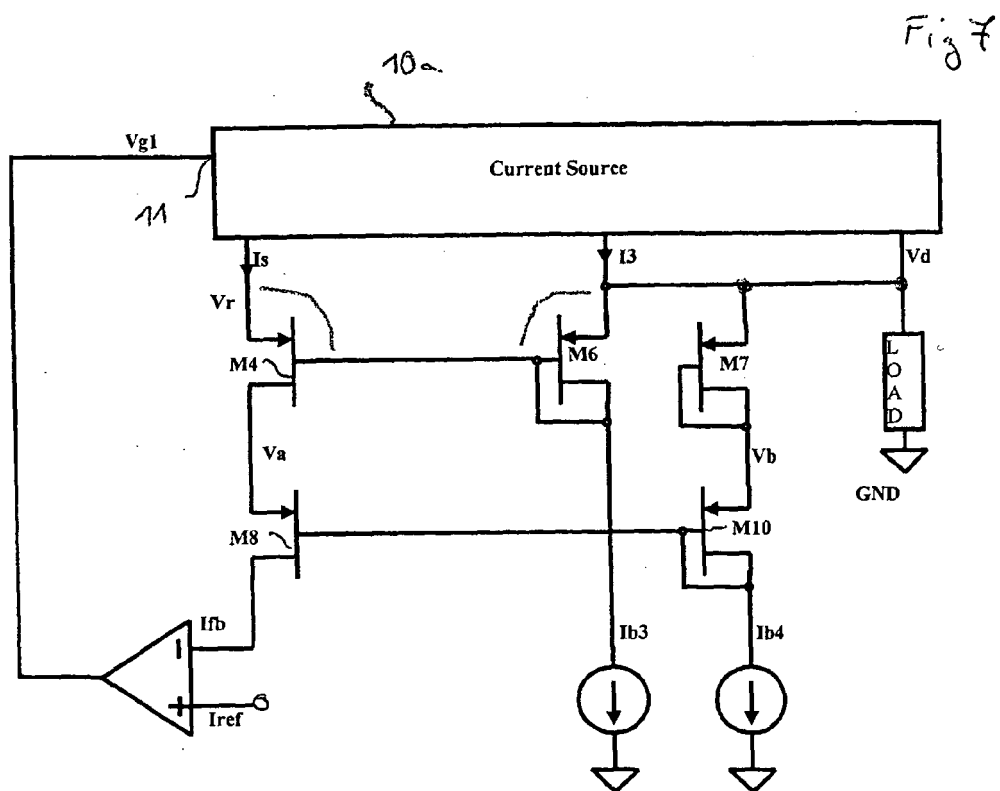 Fig 7
10a
Vg1
Current Source
11
Is
I3
Vd
Vr
M4
M6
M7
LOAD
Va
Vb
GND
M8
M10
Ifb
Ib3
Ib4
−
+
Iref